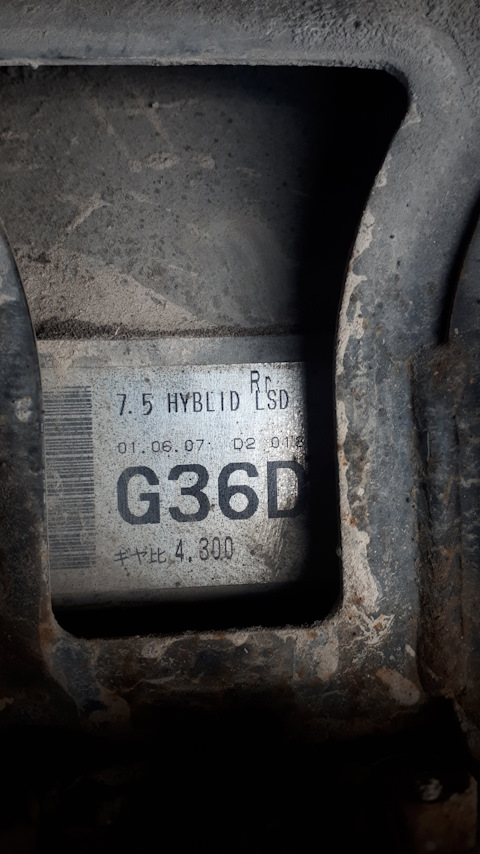 Rr
7.5 HYBLID LSD
01.06.07 D2 018
G36D
ギヤ比 4.300